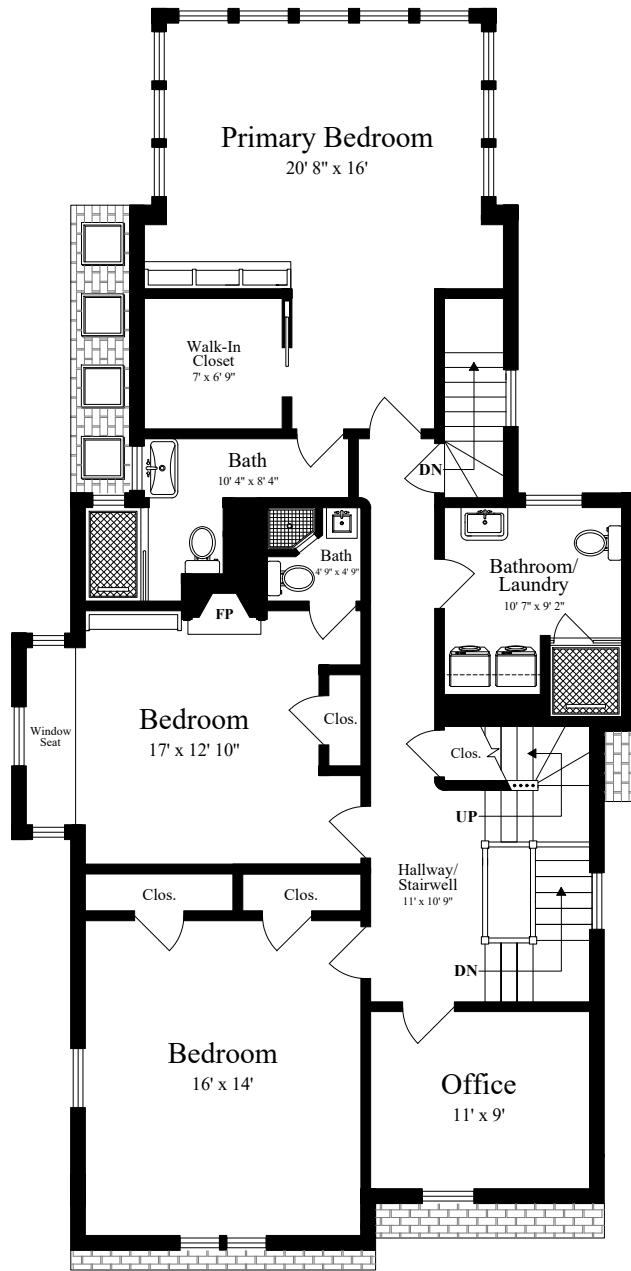 Primary Bedroom
20' 8" x 16'
Walk-In
Closet
7' x 6' 9"
DN
Bath
10' 4" x 8' 4"
Bath
4' 9" x 4' 9"
Bathroom/
Laundry
10' 7" x 9' 2"
FP
Window
Seat
Bedroom
17' x 12' 10"
Clos.
Clos.
UP
Hallway/
Stairwell
11' x 10' 9"
Clos.
Clos.
DN
Bedroom
16' x 14'
Office
11' x 9'